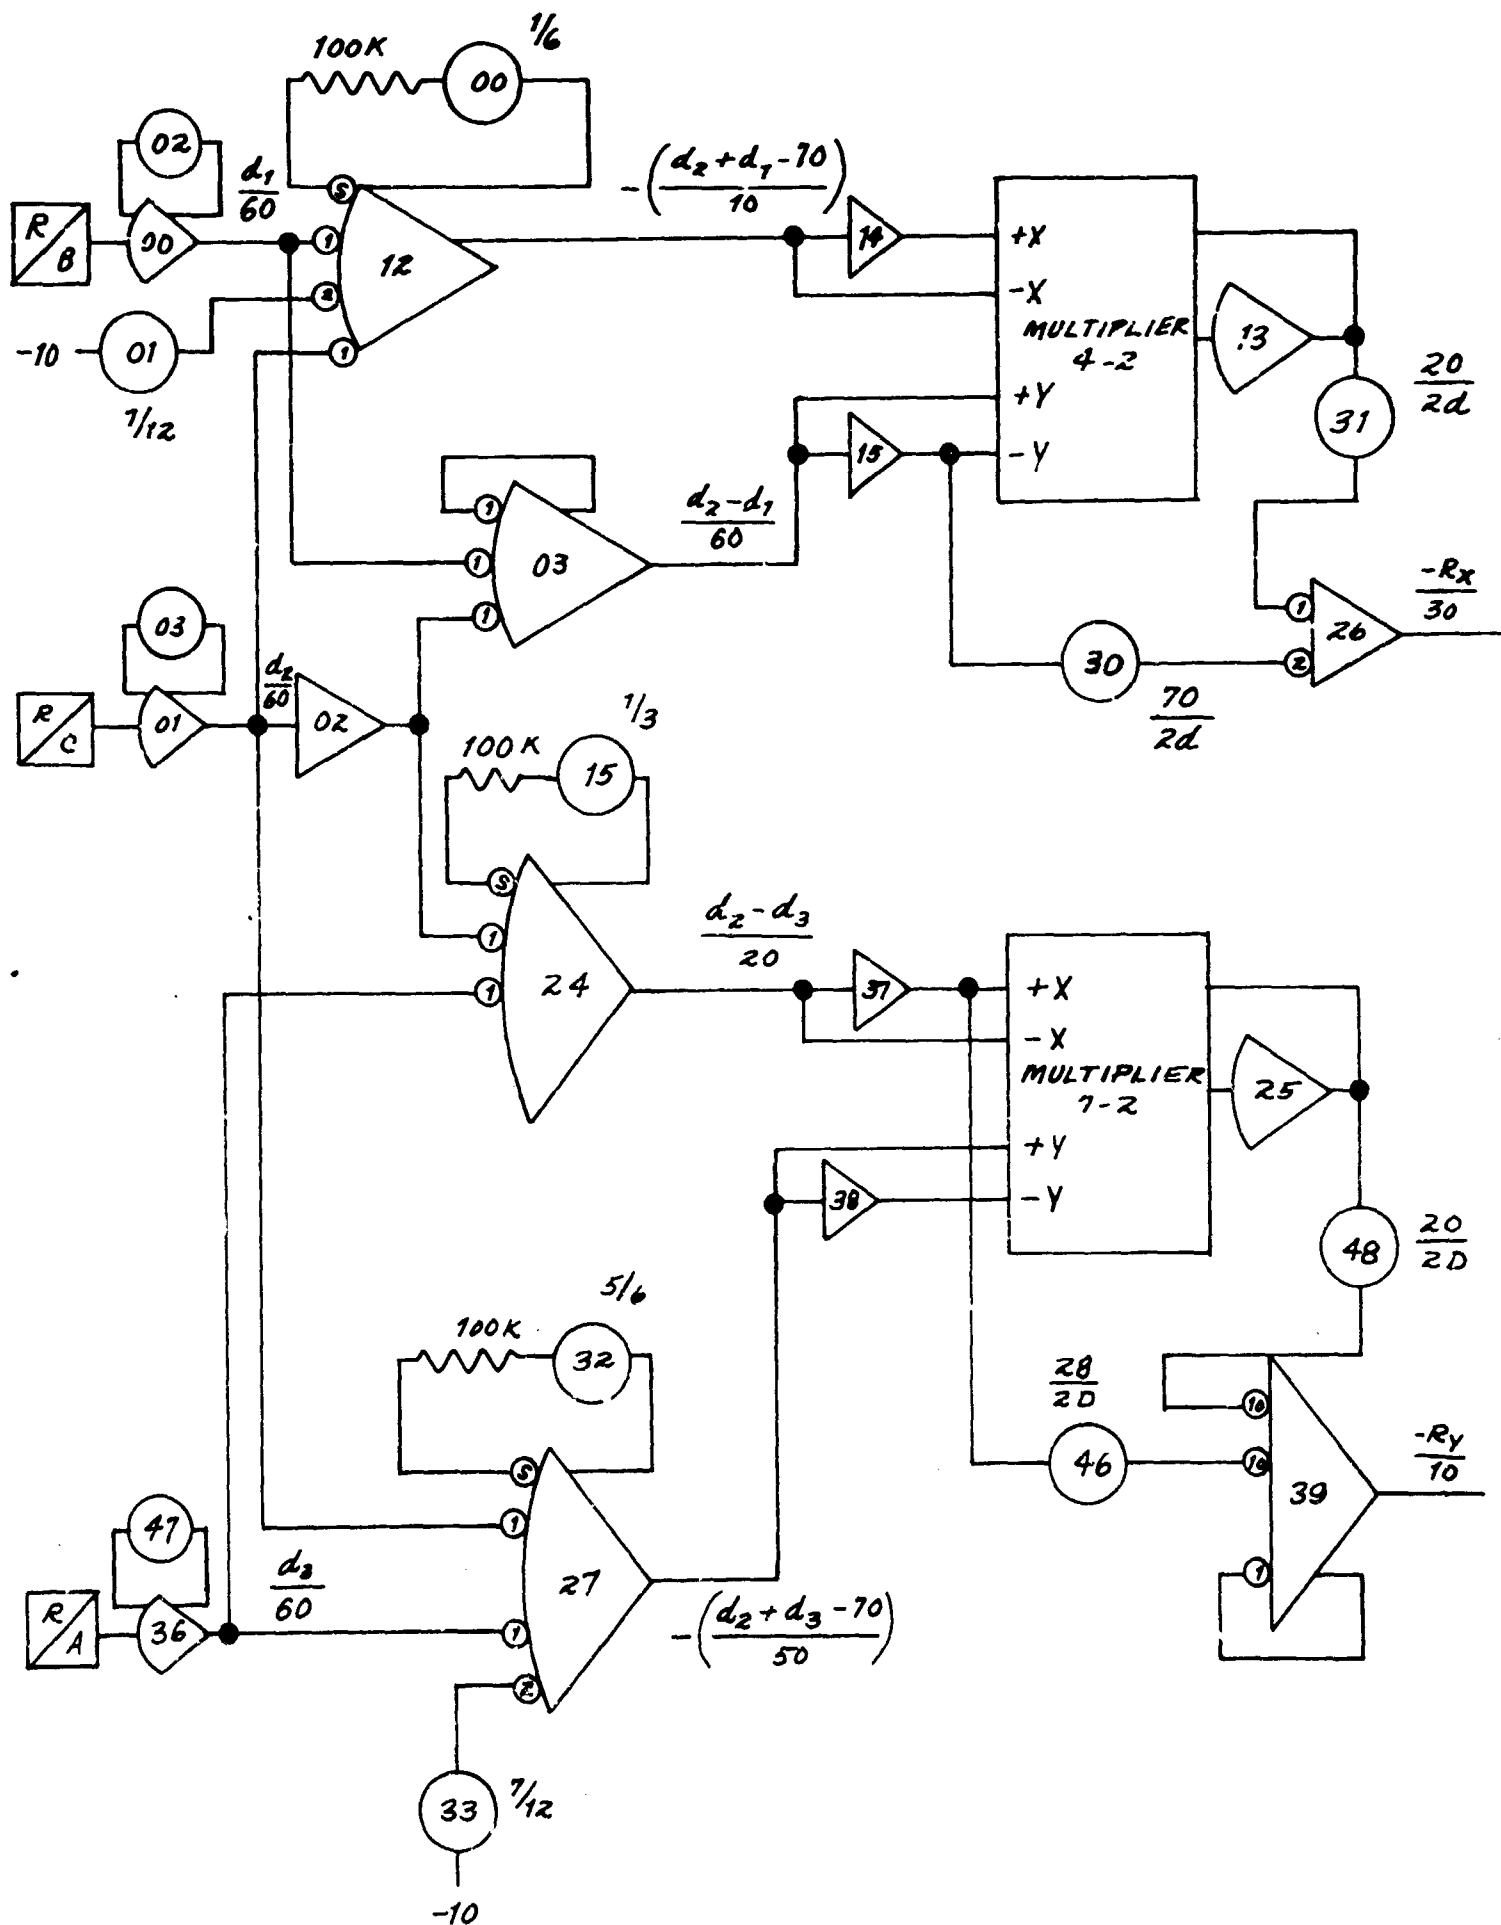 100K
00
1/6
02
d₁/60
R/B
00
S
1
2
1
12
-10
01
7/12
-((d₂+d₁-70)/10)
14
+X
-X
MULTIPLIER
4-2
+Y
-Y
13
20/2d
31
15
1
1
1
03
(d₂-d₁)/60
03
R/C
01
d₂/60
02
1
2
26
-Rx/30
30
70/2d
1/3
100K
15
S
1
1
24
(d₂-d₃)/20
37
+X
-X
MULTIPLIER
7-2
+Y
-Y
25
38
48
20/2D
5/6
100K
32
S
1
1
2
27
28/2D
46
10
10
1
39
-Ry/10
47
R/A
36
d₃/60
-((d₂+d₃-70)/50)
33
7/12
-10